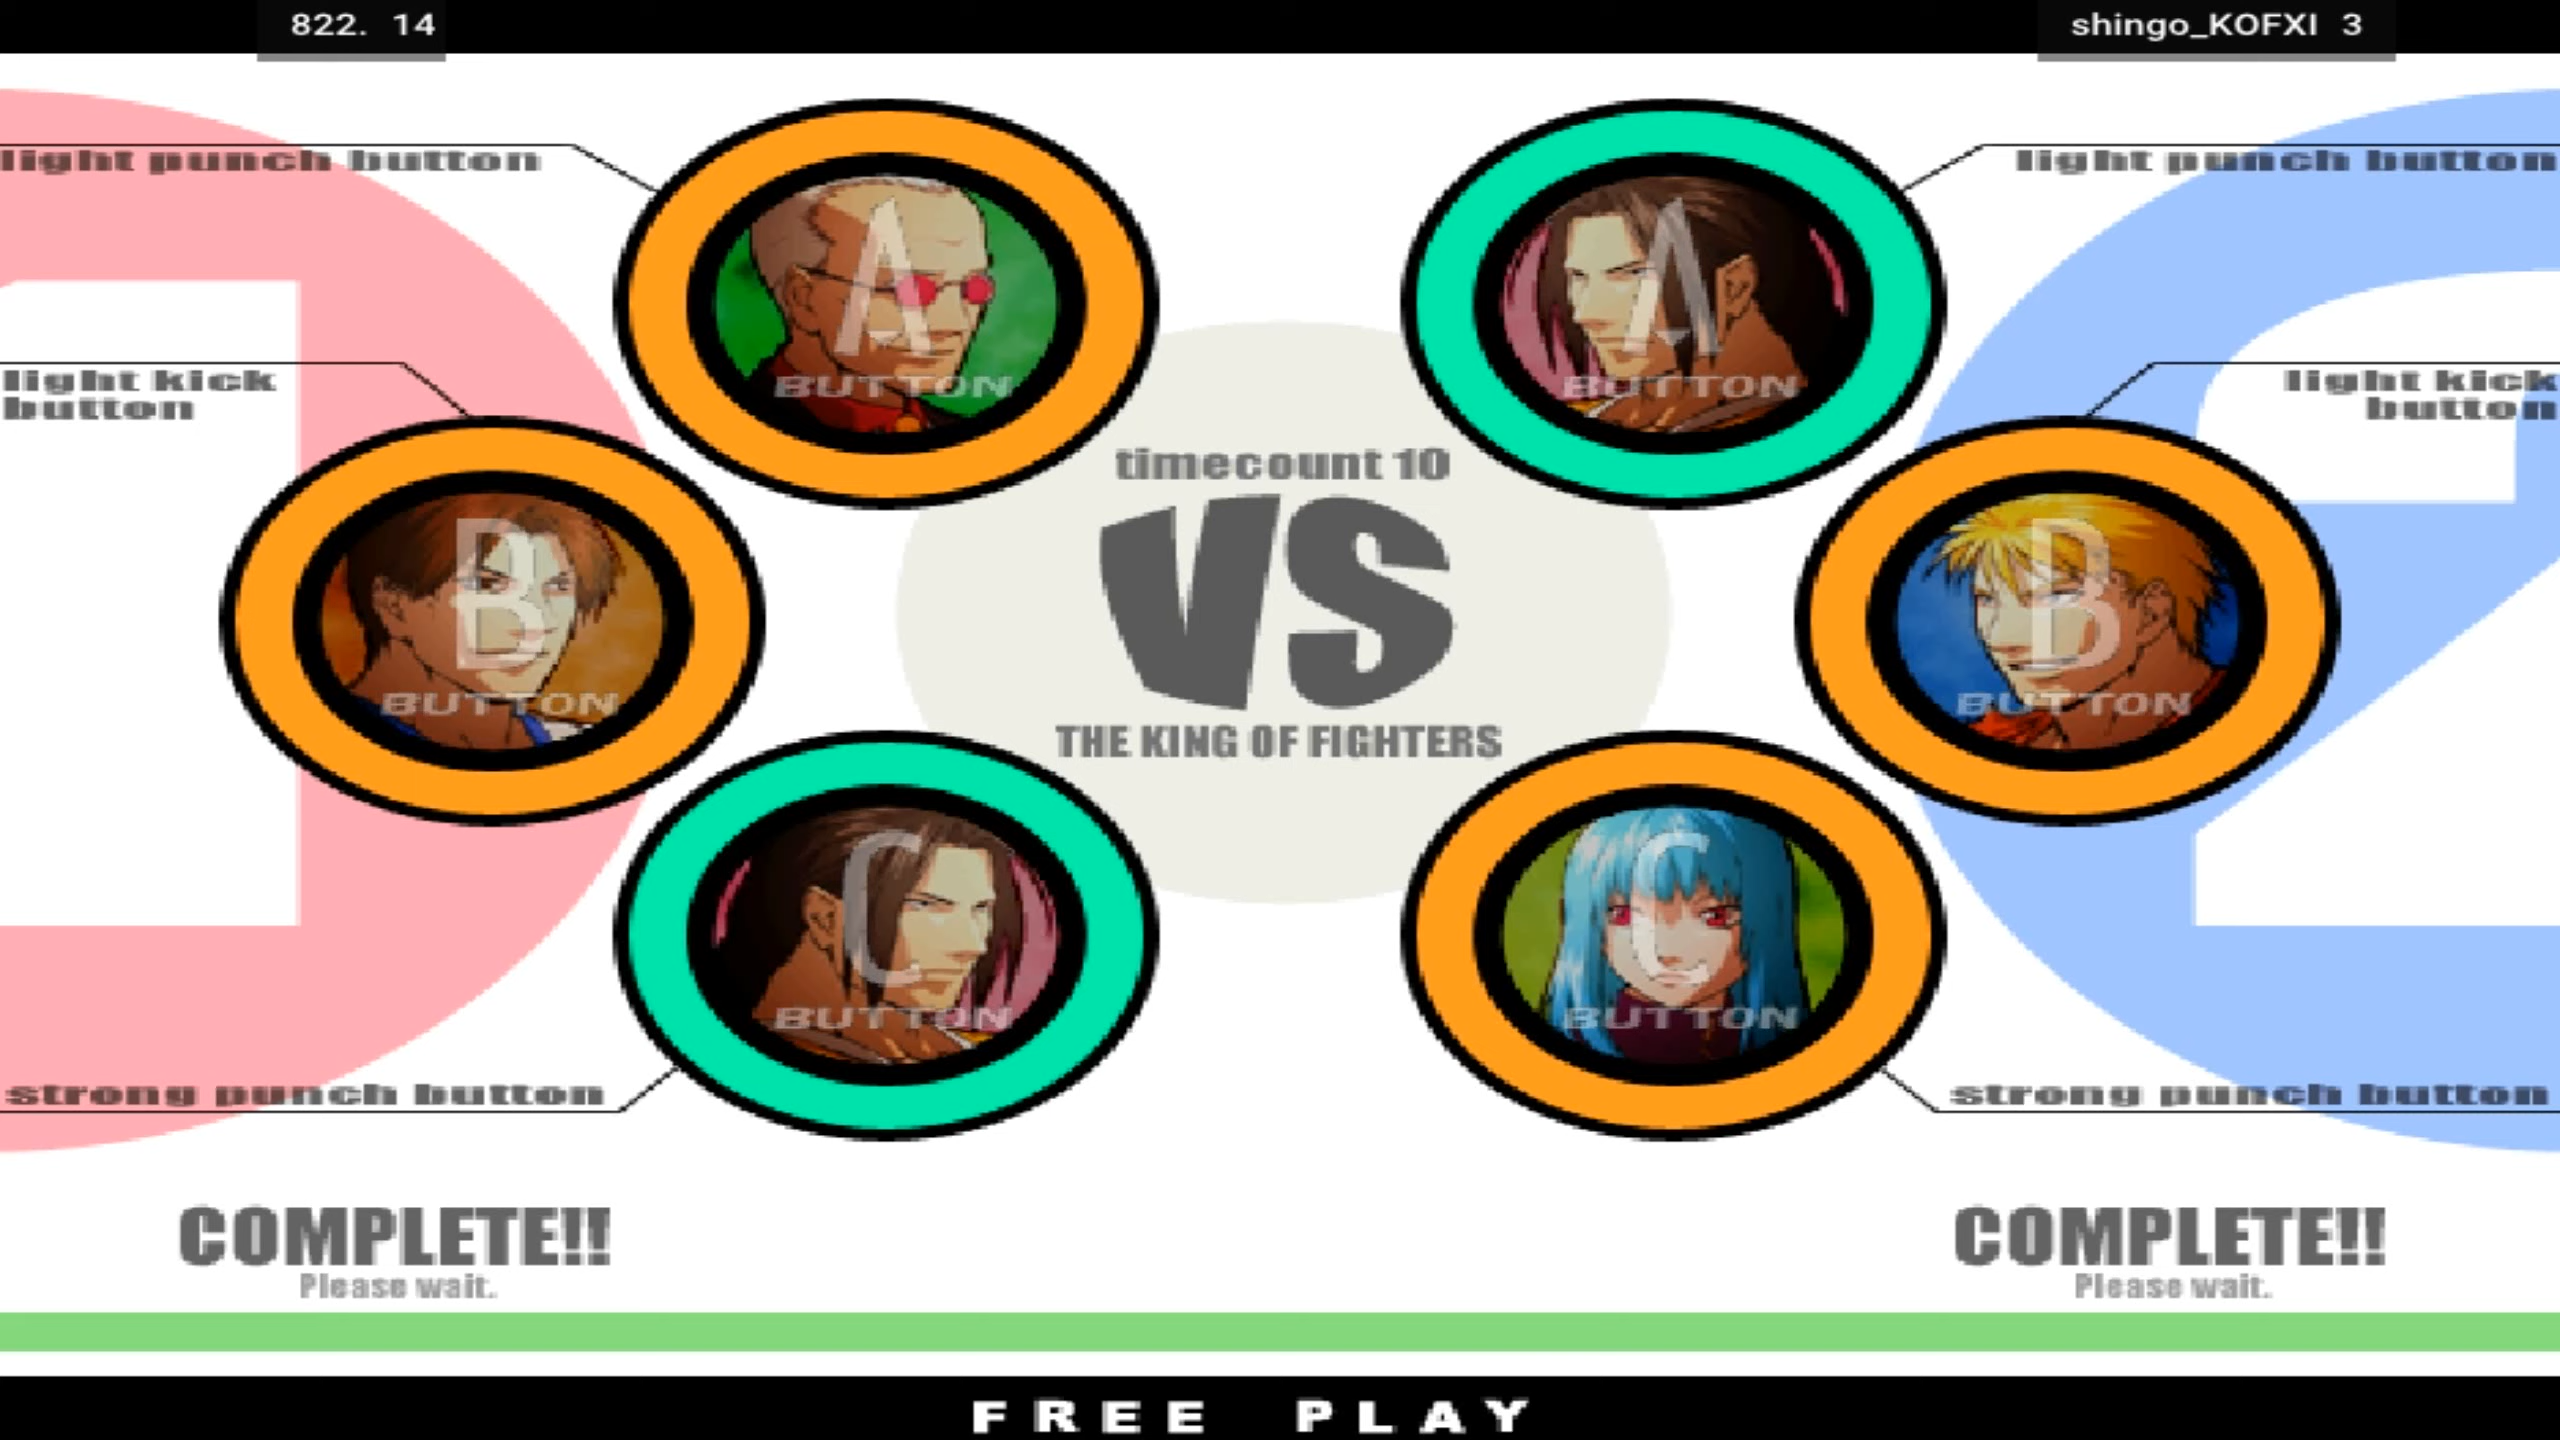 822. 14
shingo_KOFXI 3
light punch button
light punch button
A
BUTTON
A
BUTTON
light kick
button
light kick
button
timecount 10
B
BUTTON
VS
B
BUTTON
THE KING OF FIGHTERS
C
BUTTON
C
BUTTON
strong punch button
strong punch button
COMPLETE!!
Please wait.
COMPLETE!!
Please wait.
FREE PLAY